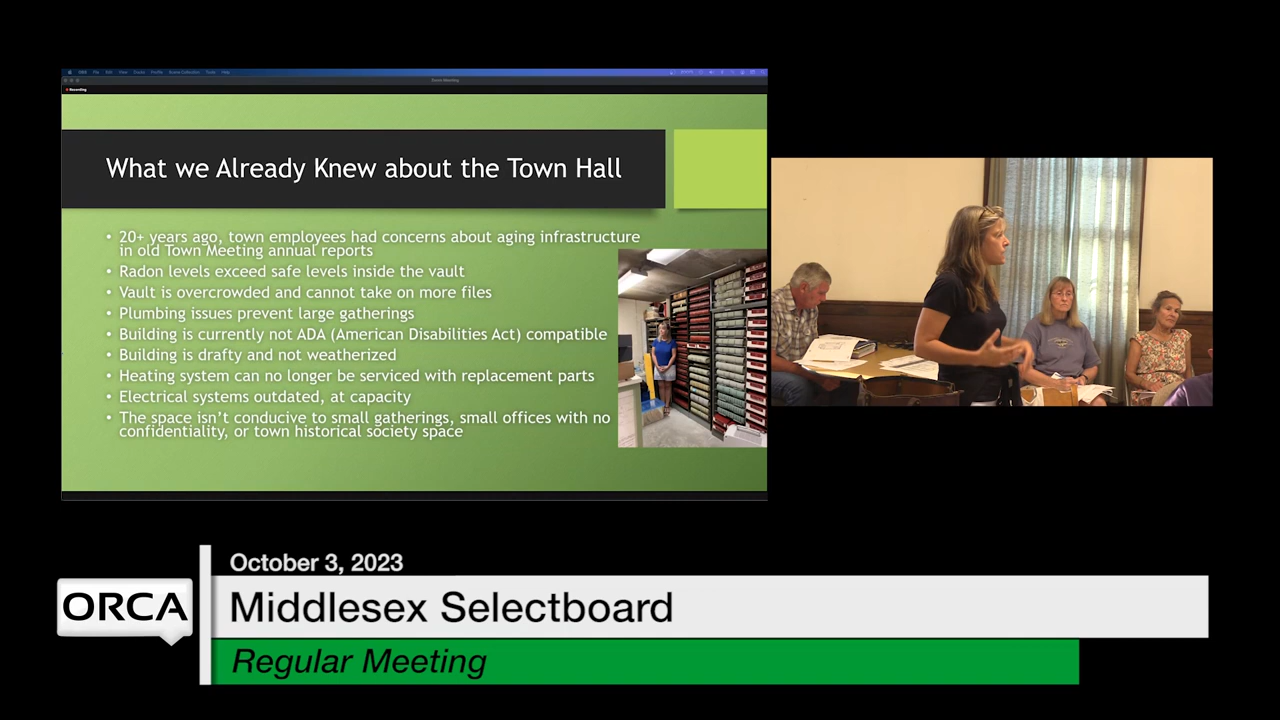 Recording
What we Already Knew about the Town Hall
• 20+ years ago, town employees had concerns about aging infrastructure
in old Town Meeting annual reports
• Radon levels exceed safe levels inside the vault
• Vault is overcrowded and cannot take on more files
• Plumbing issues prevent large gatherings
• Building is currently not ADA (American Disabilities Act) compatible
• Building is drafty and not weatherized
• Heating system can no longer be serviced with replacement parts
• Electrical systems outdated, at capacity
• The space isn't conducive to small gatherings, small offices with no
confidentiality, or town historical society space
October 3, 2023
ORCA
Middlesex Selectboard
Regular Meeting